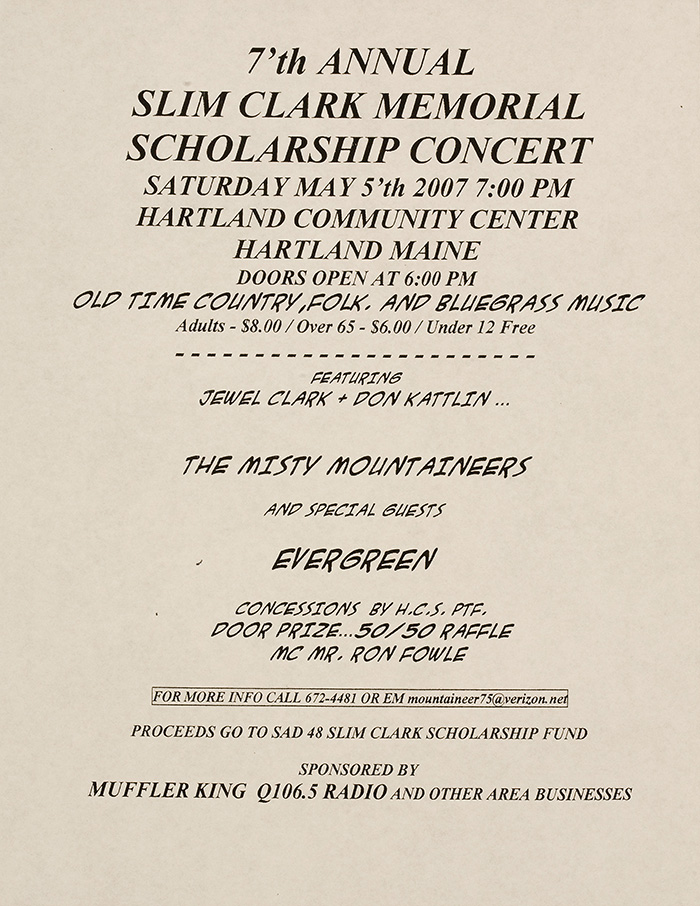 7'th ANNUAL
SLIM CLARK MEMORIAL
SCHOLARSHIP CONCERT
SATURDAY MAY 5'th 2007 7:00 PM
HARTLAND COMMUNITY CENTER
HARTLAND MAINE
DOORS OPEN AT 6:00 PM
OLD TIME COUNTRY,FOLK. AND BLUEGRASS MUSIC
Adults - $8.00 / Over 65 - $6.00 / Under 12 Free
- - - - - - - - - - - - - - - - - - - - - - -
FEATURING
JEWEL CLARK + DON KATTLIN ...
THE MISTY MOUNTAINEERS
AND SPECIAL GUESTS
EVERGREEN
CONCESSIONS BY H.C.S. PTF.
DOOR PRIZE...50/50 RAFFLE
MC MR. RON FOWLE
FOR MORE INFO CALL 672-4481 OR EM mountaineer75@verizon.net
PROCEEDS GO TO SAD 48 SLIM CLARK SCHOLARSHIP FUND
SPONSORED BY
MUFFLER KING Q106.5 RADIO AND OTHER AREA BUSINESSES